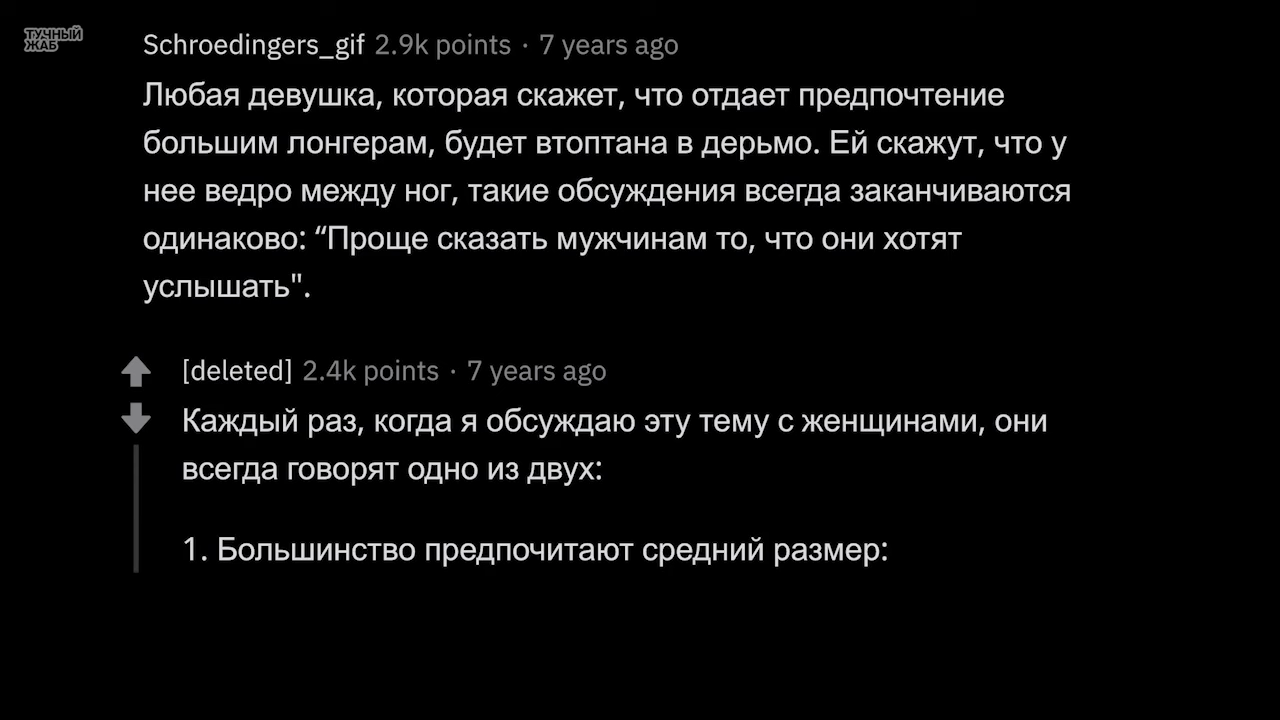 ТУЧНЫЙ
ЖАБ
Schroedingers_gif 2.9k points · 7 years ago
Любая девушка, которая скажет, что отдает предпочтение
большим лонгерам, будет втоптана в дерьмо. Ей скажут, что у
нее ведро между ног, такие обсуждения всегда заканчиваются
одинаково: “Проще сказать мужчинам то, что они хотят
услышать".
[deleted] 2.4k points · 7 years ago
Каждый раз, когда я обсуждаю эту тему с женщинами, они
всегда говорят одно из двух:
1. Большинство предпочитают средний размер: